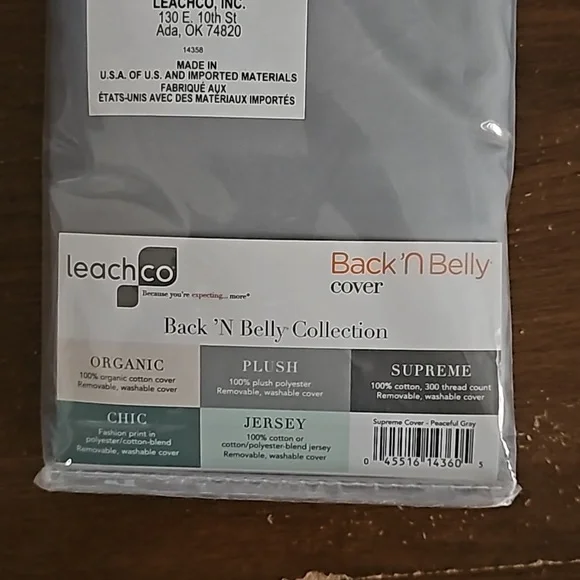 LEACHCO, INC.
130 E. 10th St
Ada, OK 74820
14358
MADE IN
U.S.A. OF U.S. AND IMPORTED MATERIALS
FABRIQUÉ AUX
ÉTATS-UNIS AVEC DES MATÉRIAUX IMPORTÉS
leachco
Because you're expecting... more®
Back 'N Belly®
cover
Back 'N Belly® Collection
ORGANIC
100% organic cotton cover
Removable, washable cover
PLUSH
100% plush polyester
Removable, washable cover
SUPREME
100% cotton, 300 thread count
Removable, washable cover
CHIC
Fashion print in
polyester/cotton-blend
Removable, washable cover
JERSEY
100% cotton or
cotton/polyester-blend jersey
Removable, washable cover
Supreme Cover - Peaceful Gray
0 45516 14360 5